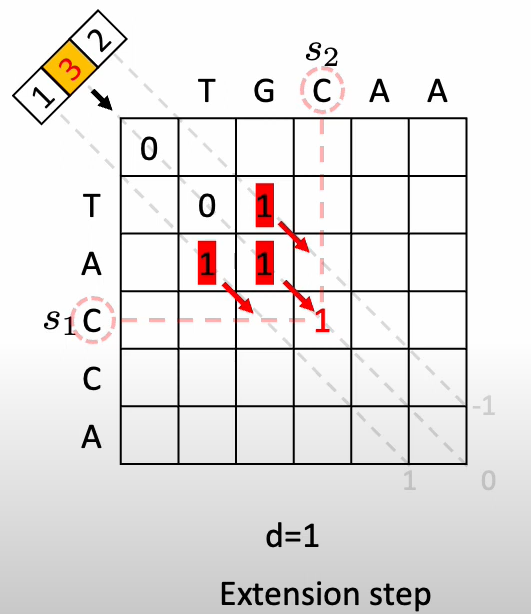 1 3 2
s2
T G C A A
0
T 0 1
A 1 1
s1 C 1
C
A
-1
1 0
d=1
Extension step